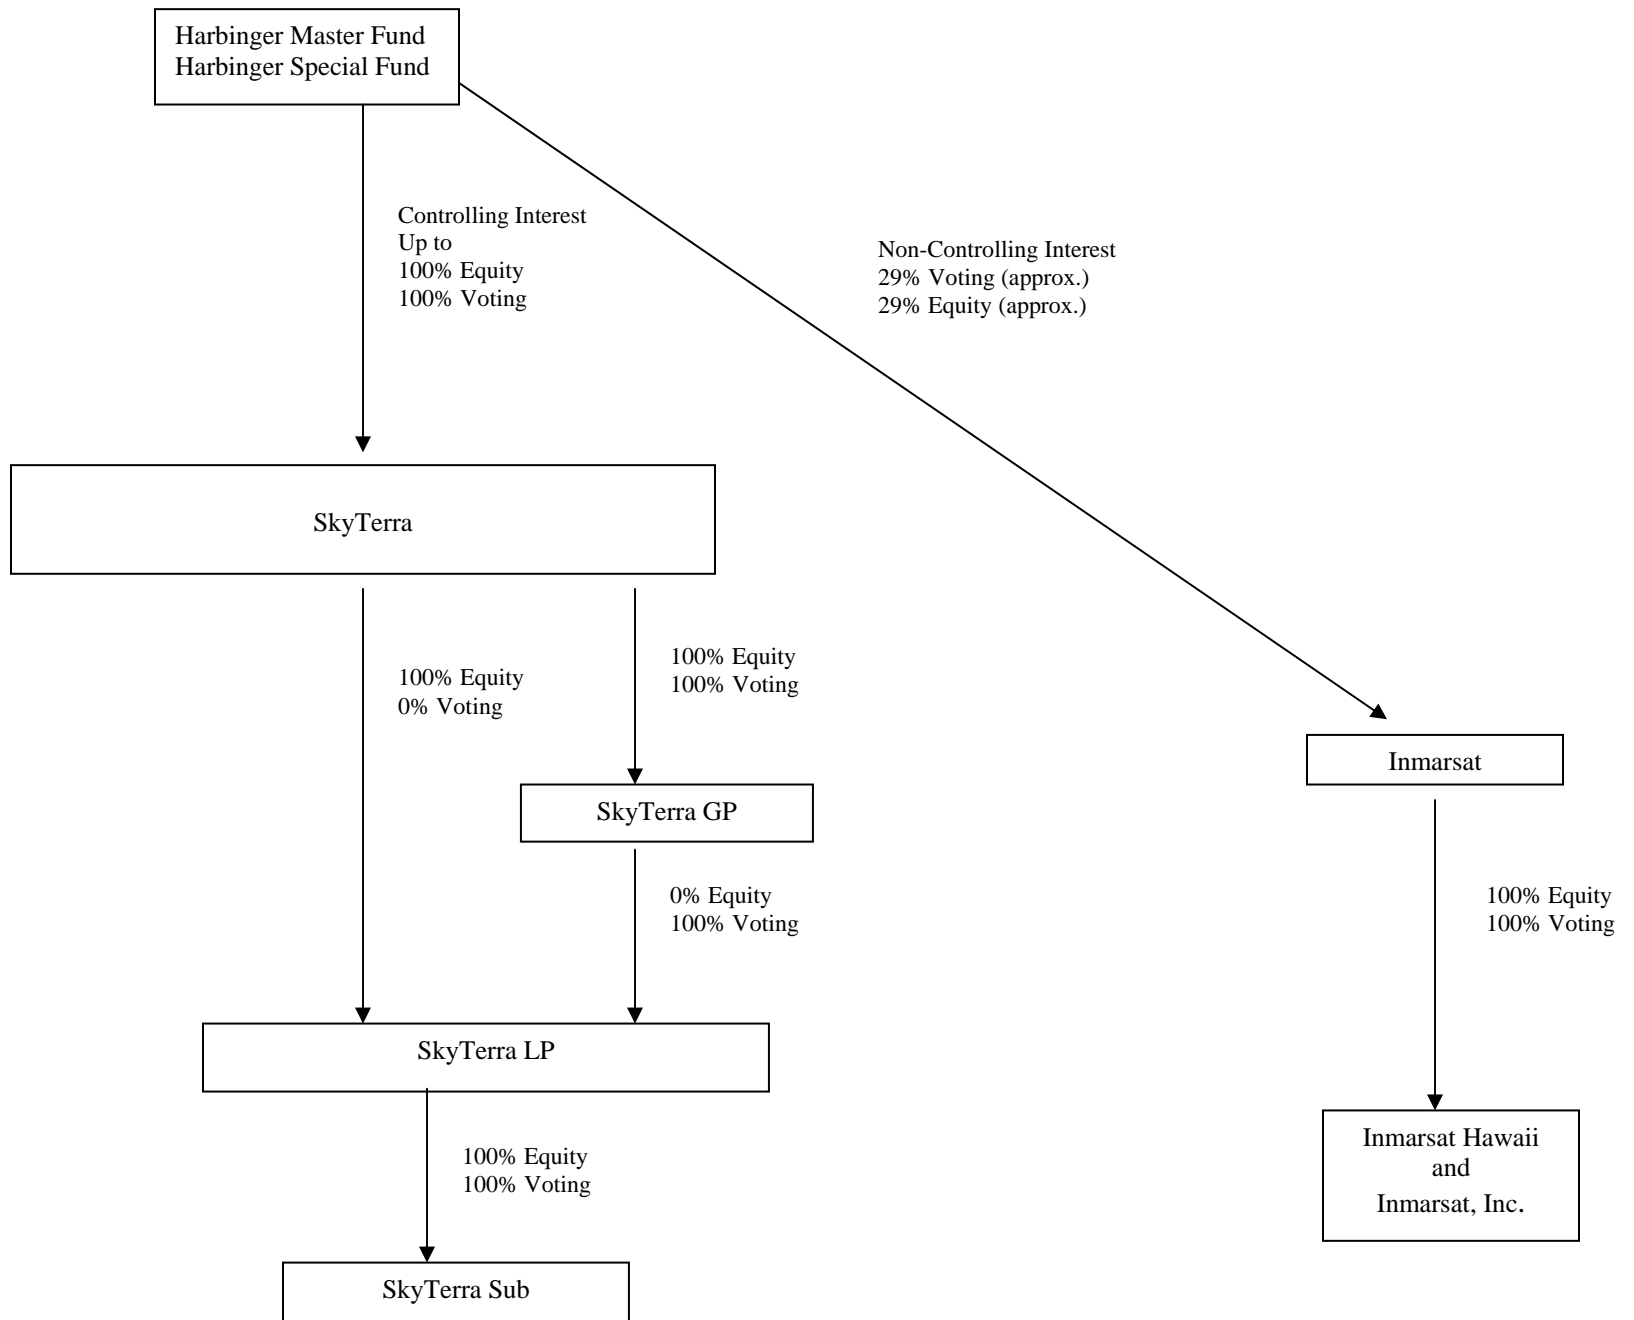 Harbinger Master Fund
Harbinger Special Fund
Controlling Interest
Up to
100% Equity
100% Voting
Non-Controlling Interest
29% Voting (approx.)
29% Equity (approx.)
SkyTerra
100% Equity
0% Voting
100% Equity
100% Voting
Inmarsat
SkyTerra GP
0% Equity
100% Voting
100% Equity
100% Voting
SkyTerra LP
100% Equity
100% Voting
Inmarsat Hawaii
and
Inmarsat, Inc.
SkyTerra Sub